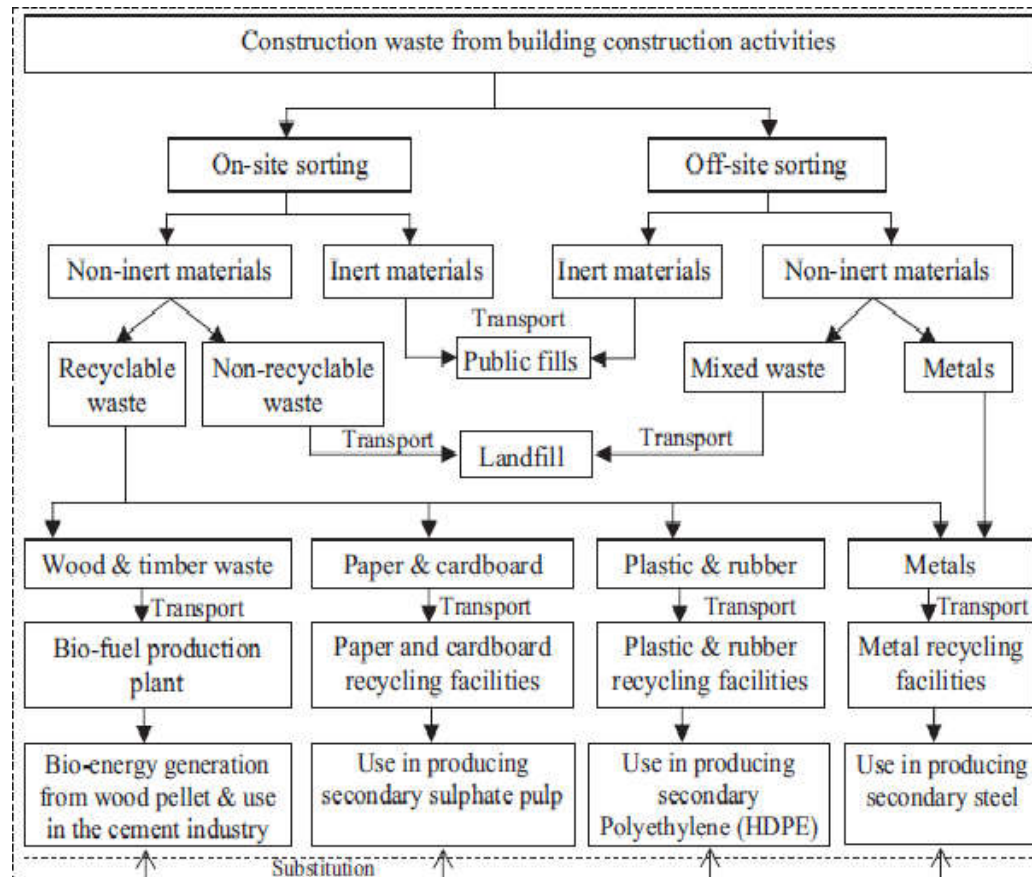 Construction waste from building construction activities
On-site sorting
Off-site sorting
Non-inert materials
Inert materials
Inert materials
Non-inert materials
Transport
Public fills
Recyclable
waste
Non-recyclable
waste
Mixed waste
Metals
Transport
Landfill
Transport
Wood & timber waste
Paper & cardboard
Plastic & rubber
Metals
Transport
Transport
Transport
Transport
Bio-fuel production
plant
Paper and cardboard
recycling facilities
Plastic & rubber
recycling facilities
Metal recycling
facilities
Bio-energy generation
from wood pellet & use
in the cement industry
Use in producing
secondary sulphate pulp
Use in producing
secondary
Polyethylene (HDPE)
Use in producing
secondary steel
Substitution